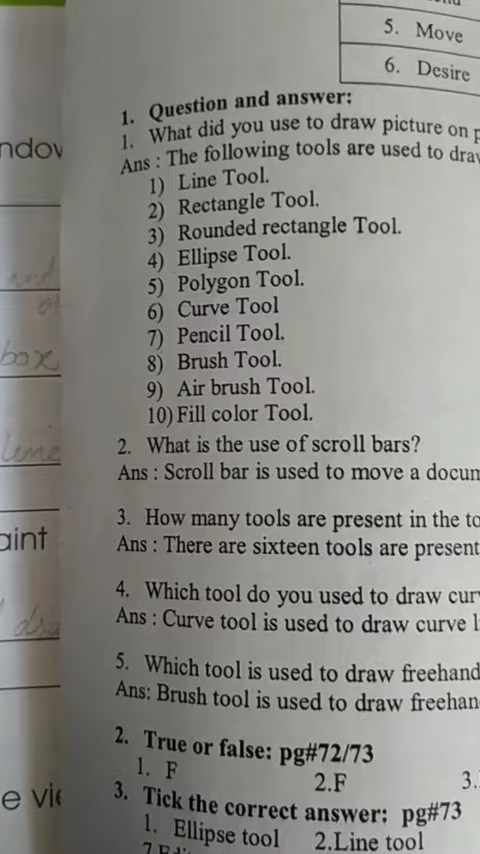 5. Move
6. Desire
1. Question and answer:
1. What did you use to draw picture on
Ans : The following tools are used to
1) Line Tool.
2) Rectangle Tool.
3) Rounded rectangle Tool.
4) Ellipse Tool.
5) Polygon Tool.
6) Curve Tool
7) Pencil Tool.
8) Brush Tool.
9) Air brush Tool.
10) Fill color Tool.
2. What is the use of scroll bars?
Ans : Scroll bar is used to move a
3. How many tools are present in the
Ans : There are sixteen tools are present
4. Which tool do you used to draw
Ans : Curve tool is used to draw curve
5. Which tool is used to draw freehand
Ans: Brush tool is used to draw
2. True or false: pg#72/73
1. F 2.F 3.
3. Tick the correct answer: pg#73
1. Ellipse tool 2.Line tool
box